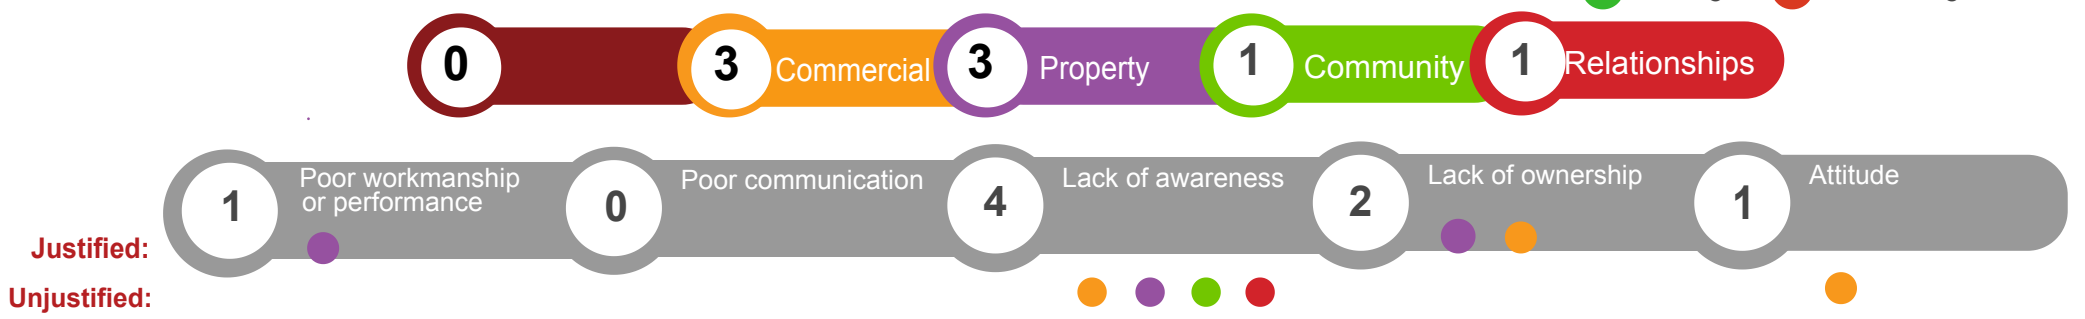 0
3 Commercial
3 Property
1 Community
1 Relationships
1 Poor workmanship
or performance
0 Poor communication
4 Lack of awareness
2 Lack of ownership
1 Attitude
Justified:
Unjustified: